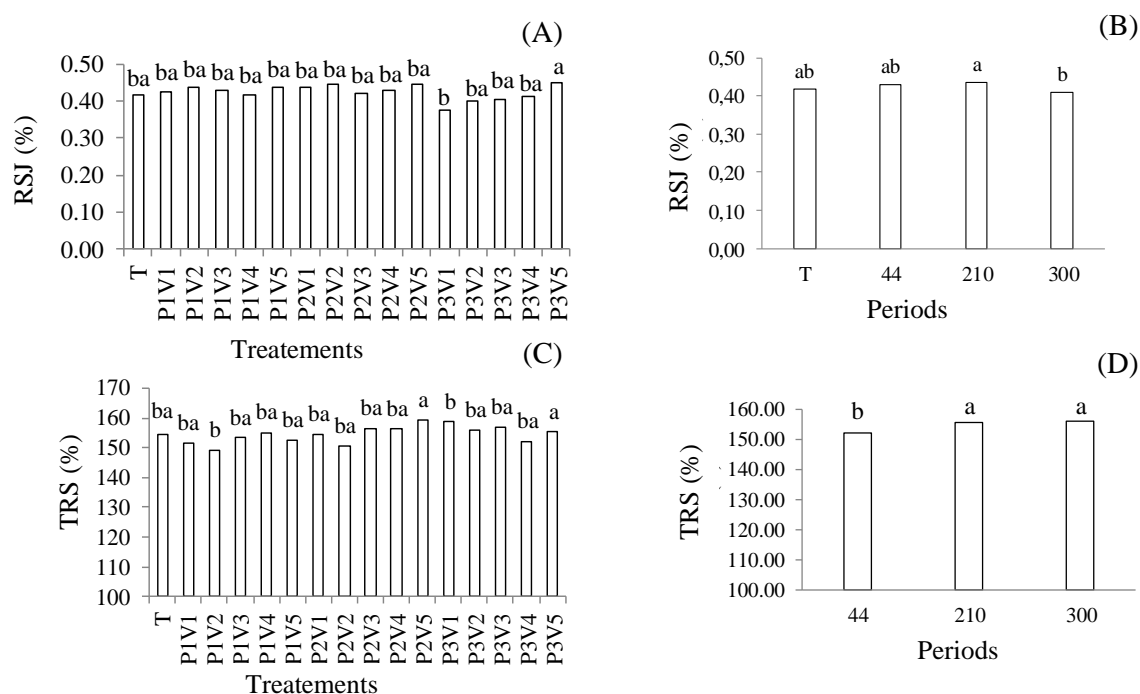 (A)
RSJ (%)
0.50
0.40
0.30
0.20
0.10
0.00
ba ba ba ba ba ba ba ba ba ba ba b ba ba ba a
T P1V1 P1V2 P1V3 P1V4 P1V5 P2V1 P2V2 P2V3 P2V4 P2V5 P3V1 P3V2 P3V3 P3V4 P3V5
Treatements
(B)
RSJ (%)
0,50
0,40
0,30
0,20
0,10
0,00
ab ab a b
T 44 210 300
Periods
(C)
TRS (%)
170
160
150
140
130
120
110
100
ba ba b ba ba ba ba ba ba ba a b ba ba ba a
T P1V1 P1V2 P1V3 P1V4 P1V5 P2V1 P2V2 P2V3 P2V4 P2V5 P3V1 P3V2 P3V3 P3V4 P3V5
Treatements
(D)
TRS (%)
160.00
150.00
140.00
130.00
120.00
110.00
100.00
b a a
44 210 300
Periods